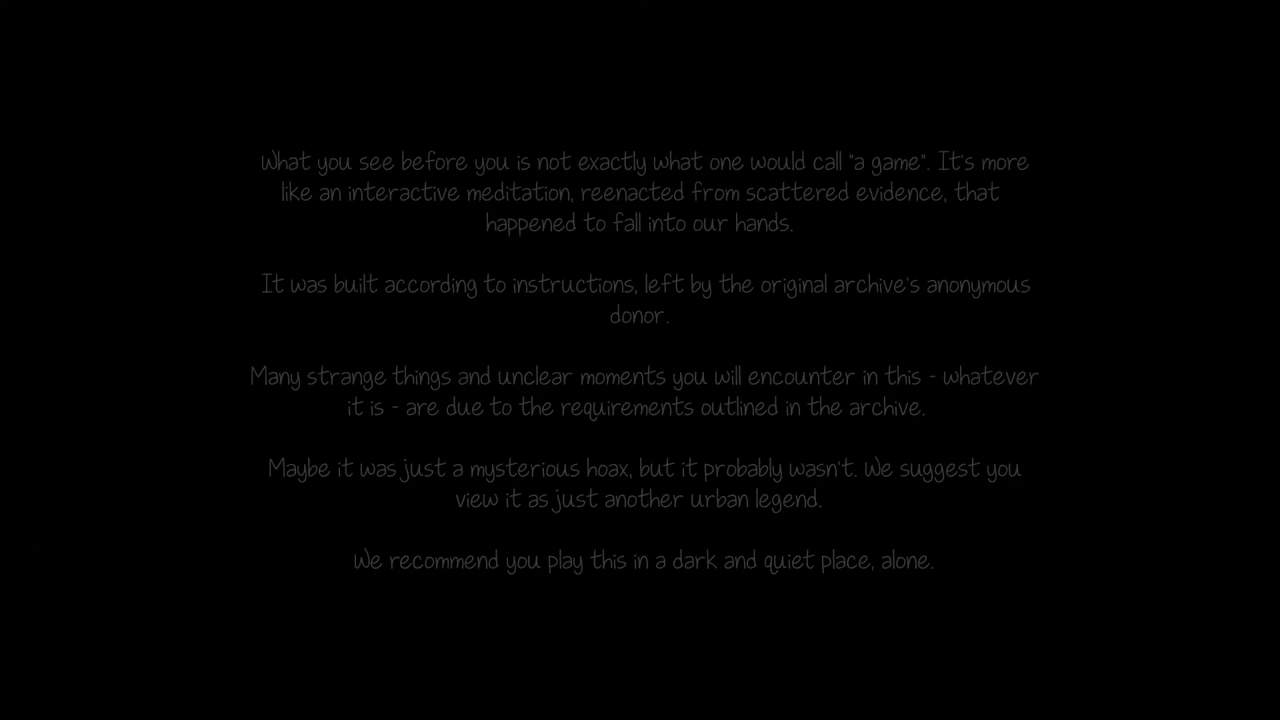 What you see before you is not exactly what one would call "a game". It's more
like an interactive meditation, reenacted from scattered evidence, that
happened to fall into our hands.
It was built according to instructions, left by the original archive's anonymous
donor.
Many strange things and unclear moments you will encounter in this - whatever
it is - are due to the requirements outlined in the archive.
Maybe it was just a mysterious hoax, but it probably wasn't. We suggest you
view it as just another urban legend.
We recommend you play this in a dark and quiet place, alone.